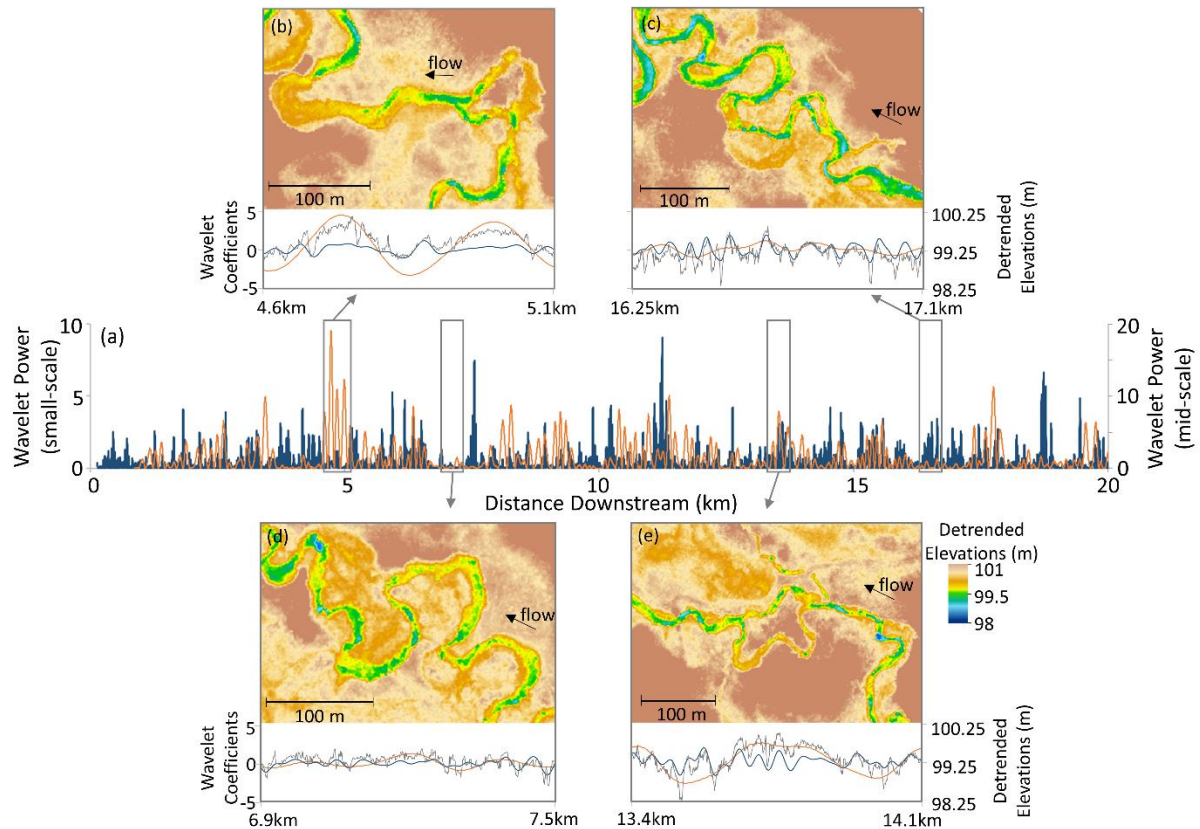 (b)
flow
100 m
(c)
flow
100 m
Wavelet
Coefficients
5
0
-5
4.6km
5.1km
100.25
99.25
98.25
Detrended
Elevations (m)
16.25km
17.1km
(a)
Wavelet Power
(small-scale)
10
5
0
20
10
0
Wavelet Power
(mid-scale)
0
5
10
15
20
Distance Downstream (km)
(d)
flow
100 m
(e)
flow
100 m
Detrended
Elevations (m)
101
99.5
98
Wavelet
Coefficients
5
0
-5
6.9km
7.5km
100.25
99.25
98.25
Detrended
Elevations (m)
13.4km
14.1km